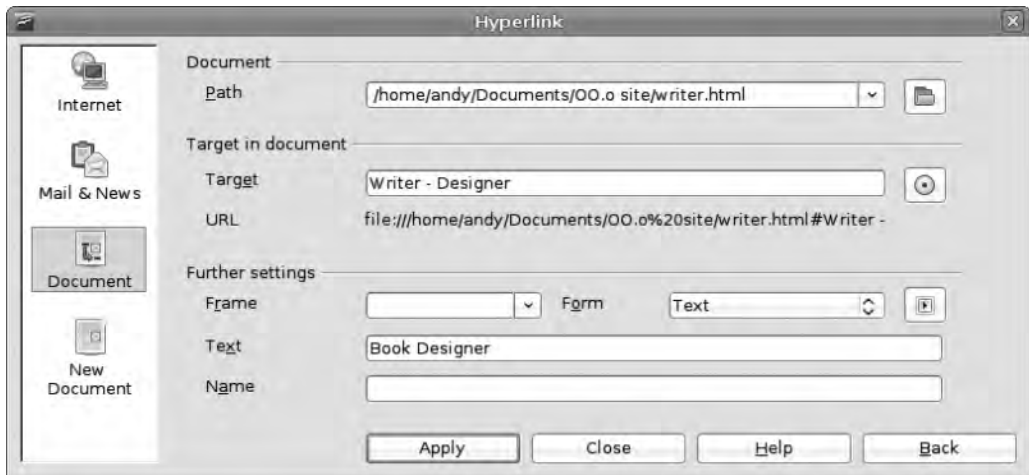 Hyperlink
Internet
Mail & News
Document
New
Document
Document
Path
/home/andy/Documents/OO.o site/writer.html
Target in document
Target
Writer - Designer
URL
file:///home/andy/Documents/OO.o%20site/writer.html#Writer -
Further settings
Frame
Form
Text
Text
Book Designer
Name
Apply
Close
Help
Back